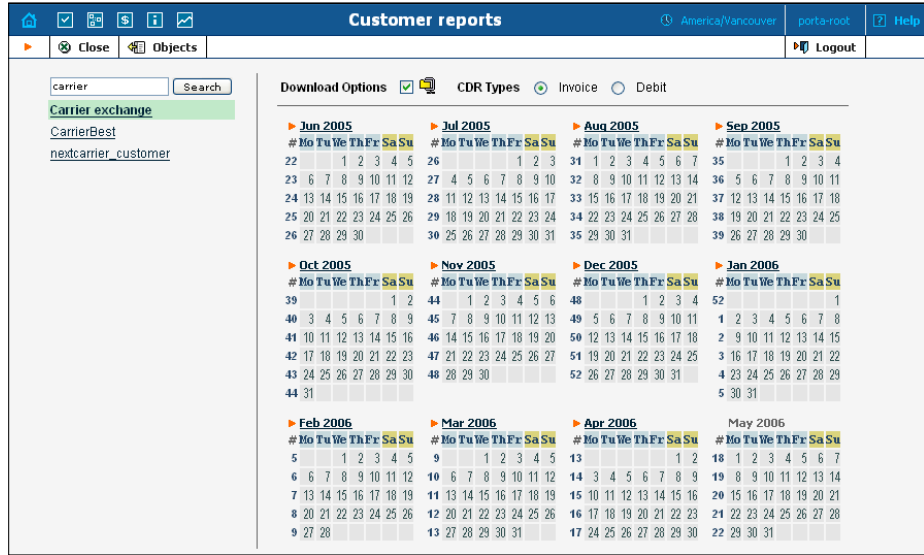 Customer reports America/Vancouver porta-root ? Help
Close Objects Logout
carrier Search
Carrier exchange
CarrierBest
nextcarrier_customer
Download Options CDR Types Invoice Debit
Jun 2005 Jul 2005 Aug 2005 Sep 2005
# Mo Tu We Th Fr Sa Su # Mo Tu We Th Fr Sa Su # Mo Tu We Th Fr Sa Su # Mo Tu We Th Fr Sa Su
22 1 2 3 4 5 26 1 2 3 31 1 2 3 4 5 6 7 35 1 2 3 4
23 6 7 8 9 10 11 12 27 4 5 6 7 8 9 10 32 8 9 10 11 12 13 14 36 5 6 7 8 9 10 11
24 13 14 15 16 17 18 19 28 11 12 13 14 15 16 17 33 15 16 17 18 19 20 21 37 12 13 14 15 16 17 18
25 20 21 22 23 24 25 26 29 18 19 20 21 22 23 24 34 22 23 24 25 26 27 28 38 19 20 21 22 23 24 25
26 27 28 29 30 30 25 26 27 28 29 30 31 35 29 30 31 39 26 27 28 29 30
Oct 2005 Nov 2005 Dec 2005 Jan 2006
# Mo Tu We Th Fr Sa Su # Mo Tu We Th Fr Sa Su # Mo Tu We Th Fr Sa Su # Mo Tu We Th Fr Sa Su
39 1 2 44 1 2 3 4 5 6 48 1 2 3 4 52 1
40 3 4 5 6 7 8 9 45 7 8 9 10 11 12 13 49 5 6 7 8 9 10 11 1 2 3 4 5 6 7 8
41 10 11 12 13 14 15 16 46 14 15 16 17 18 19 20 50 12 13 14 15 16 17 18 2 9 10 11 12 13 14 15
42 17 18 19 20 21 22 23 47 21 22 23 24 25 26 27 51 19 20 21 22 23 24 25 3 16 17 18 19 20 21 22
43 24 25 26 27 28 29 30 48 28 29 30 52 26 27 28 29 30 31 4 23 24 25 26 27 28 29
44 31 5 30 31
Feb 2006 Mar 2006 Apr 2006 May 2006
# Mo Tu We Th Fr Sa Su # Mo Tu We Th Fr Sa Su # Mo Tu We Th Fr Sa Su # Mo Tu We Th Fr Sa Su
5 1 2 3 4 5 9 1 2 3 4 5 13 1 2 18 1 2 3 4 5 6 7
6 6 7 8 9 10 11 12 10 6 7 8 9 10 11 12 14 3 4 5 6 7 8 9 19 8 9 10 11 12 13 14
7 13 14 15 16 17 18 19 11 13 14 15 16 17 18 19 15 10 11 12 13 14 15 16 20 15 16 17 18 19 20 21
8 20 21 22 23 24 25 26 12 20 21 22 23 24 25 26 16 17 18 19 20 21 22 23 21 22 23 24 25 26 27 28
9 27 28 13 27 28 29 30 31 17 24 25 26 27 28 29 30 22 29 30 31